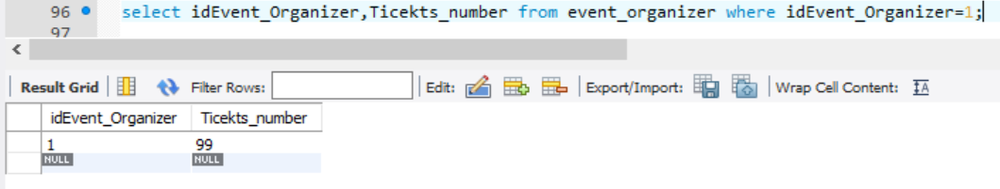 96 select idEvent_Organizer,Ticekts_number from event_organizer where idEvent_Organizer=1;
97
Result Grid Filter Rows: Edit: Export/Import: Wrap Cell Content: IA
idEvent_Organizer Ticekts_number
1 99
NULL NULL